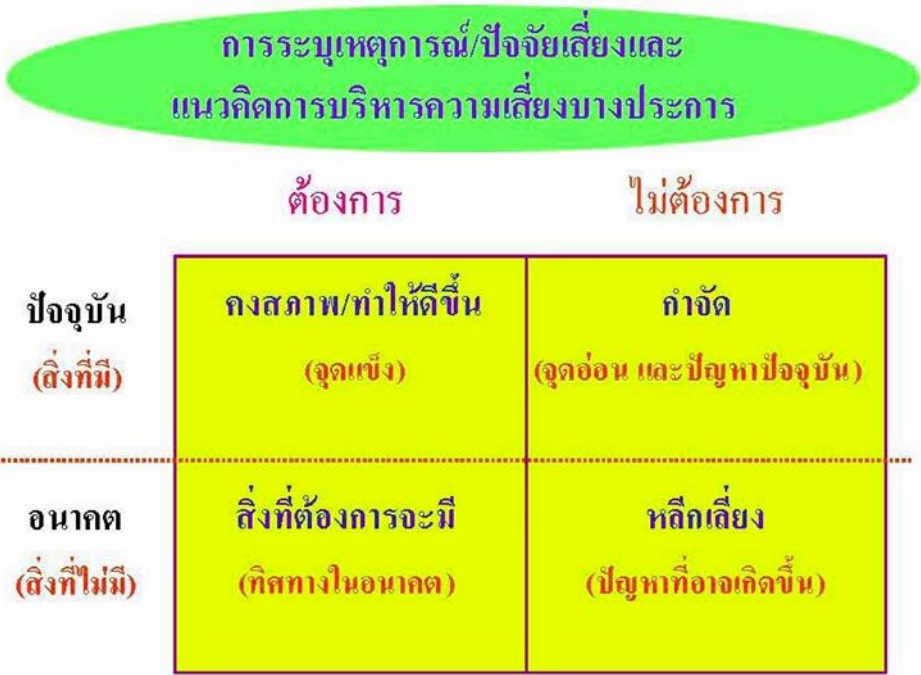 การระบุเหตุการณ์/ปัจจัยเสี่ยงและ
แนวคิดการบริหารความเสี่ยงบางประการ
ต้องการ ไม่ต้องการ
ปัจจุบัน คงสภาพ/ทำให้ดีขึ้น กำจัด
(สิ่งที่มี) (จุดแข็ง) (จุดอ่อน และปัญหาปัจจุบัน)
อนาคต สิ่งที่ต้องการจะมี หลีกเลี่ยง
(สิ่งที่ไม่มี) (ทิศทางในอนาคต) (ปัญหาที่อาจเกิดขึ้น)